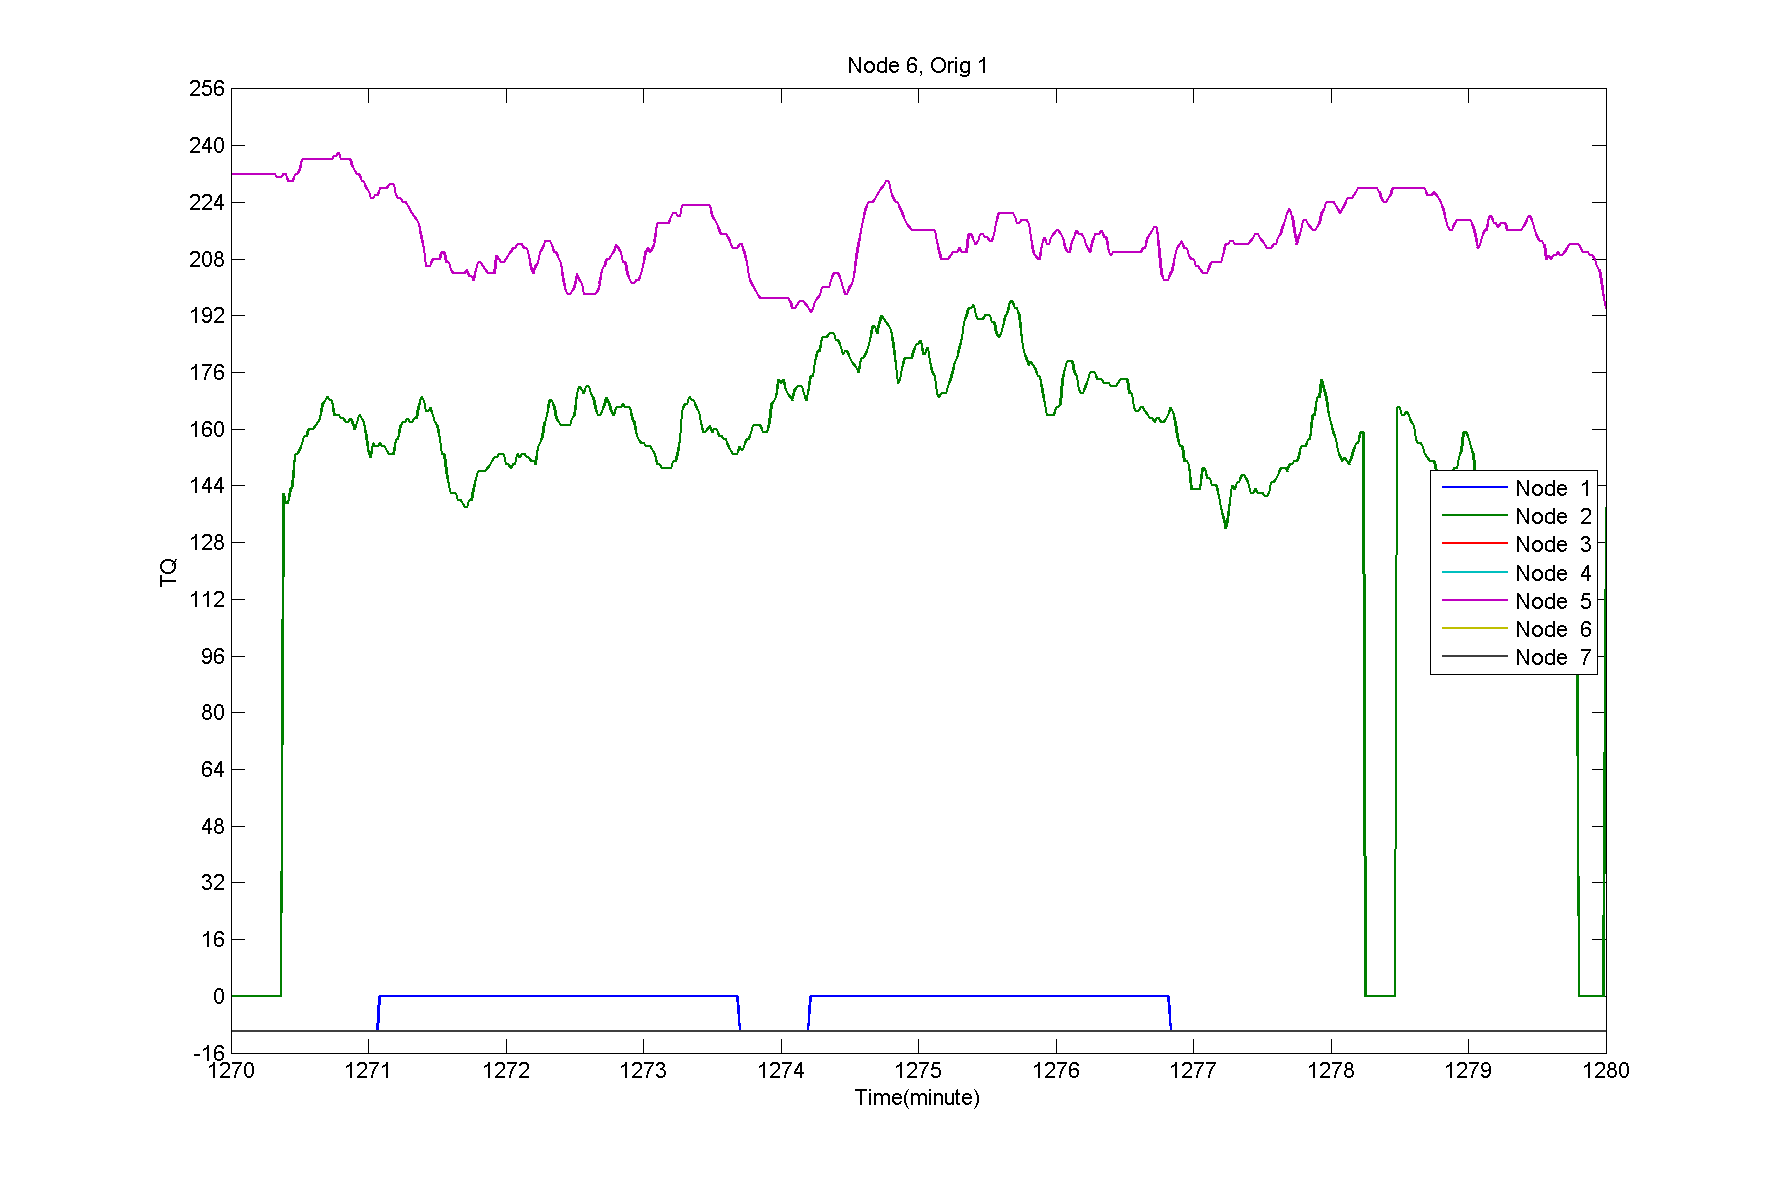 Node 6, Orig 1
256
240
224
208
192
176
160
144
128
112
96
80
64
48
32
16
0
-16
TQ
Node 1
Node 2
Node 3
Node 4
Node 5
Node 6
Node 7
1270 1271 1272 1273 1274 1275 1276 1277 1278 1279 1280
Time(minute)